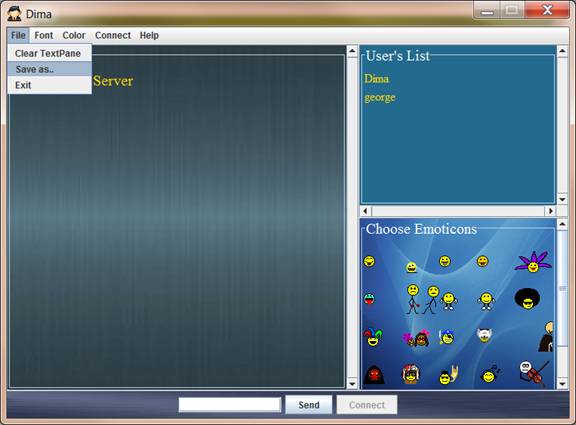 Dima
File Font Color Connect Help
Clear TextPane
Save as..
Exit
Server
User's List
Dima
george
Choose Emoticons
Send
Connect